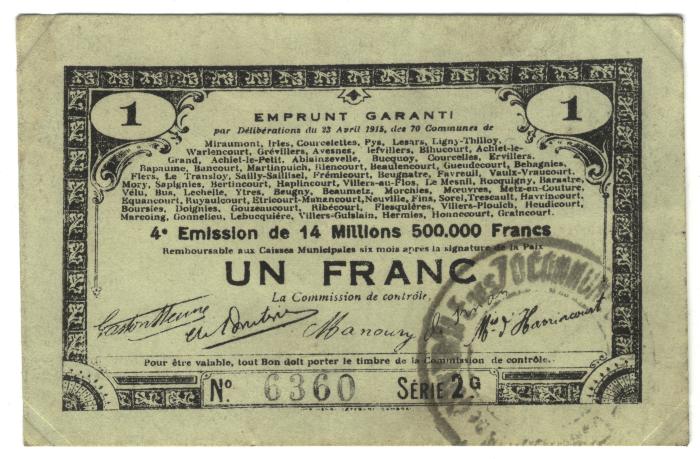 1 1
EMPRUNT GARANTI
par Délibérations du 23 Avril 1915, des 70 Communes de
Miraumont, Irles, Courcelettes, Pys, Lesars, Ligny-Thilloy,
Warlencourt, Grévillers, Avesnes, Iefvillers, Bihucourt, Achiet-le-
Grand, Achiet-le-Petit, Ablainzevelle, Bucquoy, Courcelles, Ervillers,
Bapaume, Bancourt, Martinpuich, Riencourt, Beaulencourt, Gueudecourt, Behagnies,
Flers, Le Transloy, Sailly-Saillisel, Frémicourt, Beugnatre, Favreuil, Vaulx-Vraucourt,
Mory, Sapignies, Bertincourt, Haplincourt, Villers-au-Flos, Le Mesnil, Rocquigny, Barastre,
Vélu, Bus, Lechelle, Ytres, Beugny, Beaumetz, Morchies, Mœuvres, Metz-en-Couture,
Equancourt, Ruyaulcourt, Etricourt-Manancourt, Neuville, Fins, Sorel, Trescault, Havrincourt,
Boursies, Doignies, Gouzeaucourt, Ribécourt, Flesquières, Villers-Plouich, Heudicourt,
Marcoing, Gonnelieu, Lebucquière, Villers-Guislain, Hermies, Honnecourt, Graincourt.
4e Emission de 14 Millions 500.000 Francs
Remboursable aux Caisses Municipales six mois après la signature de la Paix
UN FRANC
La Commission de contrôle,
Manoury Mis d'Havrincourt
Pour être valable, tout Bon doit porter le timbre de la Commission de contrôle.
No. 6360 SÉRIE 2G